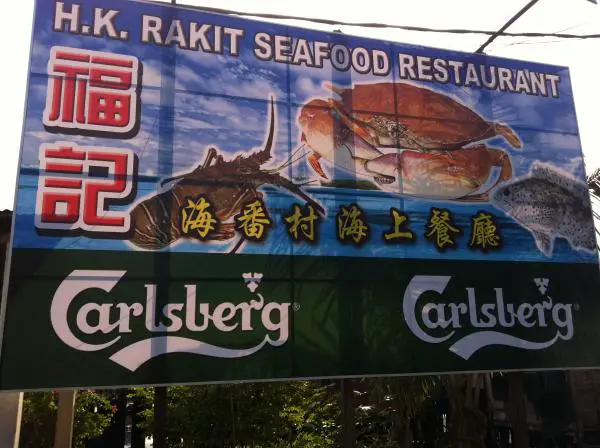 H.K. RAKIT SEAFOOD RESTAURANT
福記
海番村海上餐廳
Carlsberg® Carlsberg®